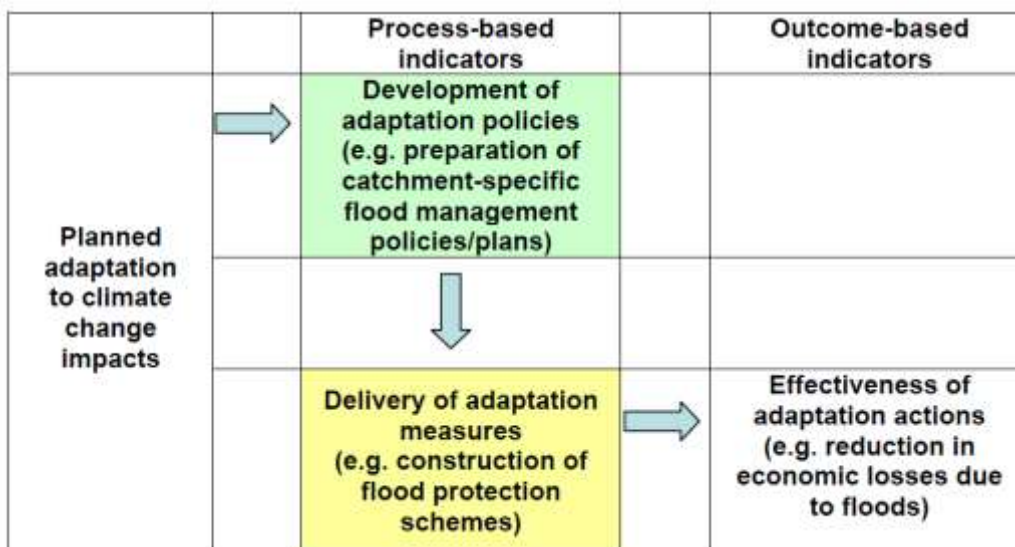 Process-based
indicators
Outcome-based
indicators
Planned
adaptation
to climate
change
impacts
Development of
adaptation policies
(e.g. preparation of
catchment-specific
flood management
policies/plans)
Delivery of adaptation
measures
(e.g. construction of
flood protection
schemes)
Effectiveness of
adaptation actions
(e.g. reduction in
economic losses due
to floods)